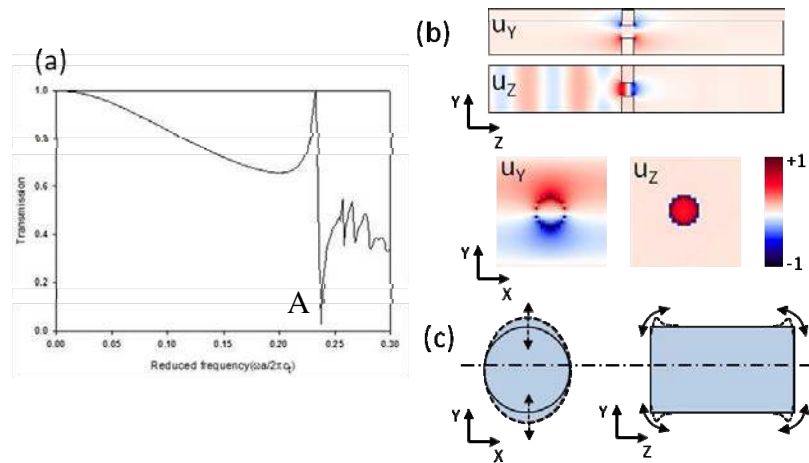 (a)
1.0
0.8
0.6
0.4
0.2
0.0
Transmission
A
0.00 0.05 0.10 0.15 0.20 0.25 0.30
Reduced frequency(ωa/2πct)
(b)
uY
uZ
Y
Z
uY
uZ
+1
-1
Y
X
(c)
Y
X
Y
Z